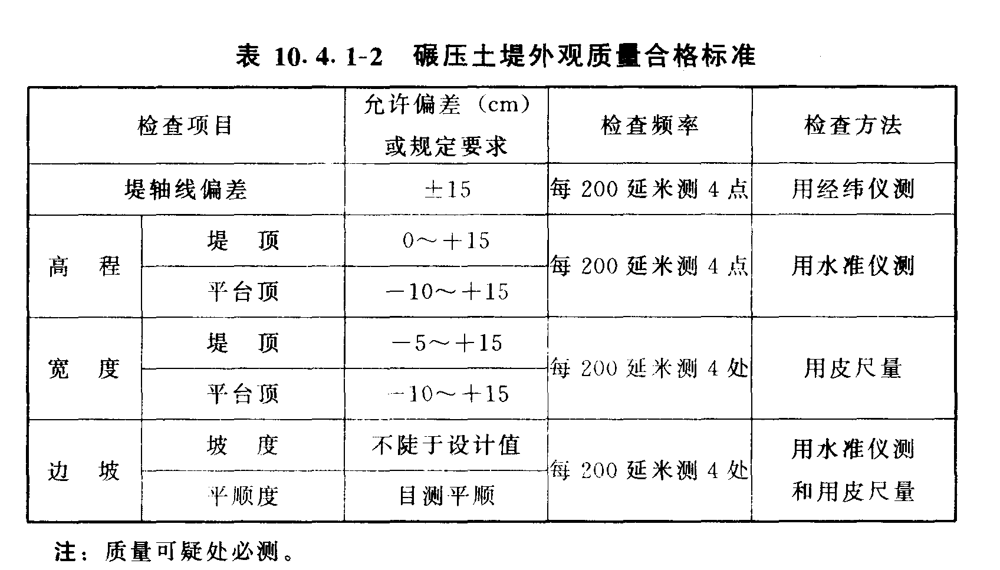 表 10.4.1-2 碾压土堤外观质量合格标准
检查项目 允许偏差（cm）或规定要求 检查频率 检查方法
堤轴线偏差 ±15 每 200 延米测 4 点 用经纬仪测
高程 堤顶 0～+15 每 200 延米测 4 点 用水准仪测
平台顶 -10～+15
宽度 堤顶 -5～+15 每 200 延米测 4 处 用皮尺量
平台顶 -10～+15
边坡 坡度 不陡于设计值 每 200 延米测 4 处 用水准仪测和用皮尺量
平顺度 目测平顺
注：质量可疑处必测。